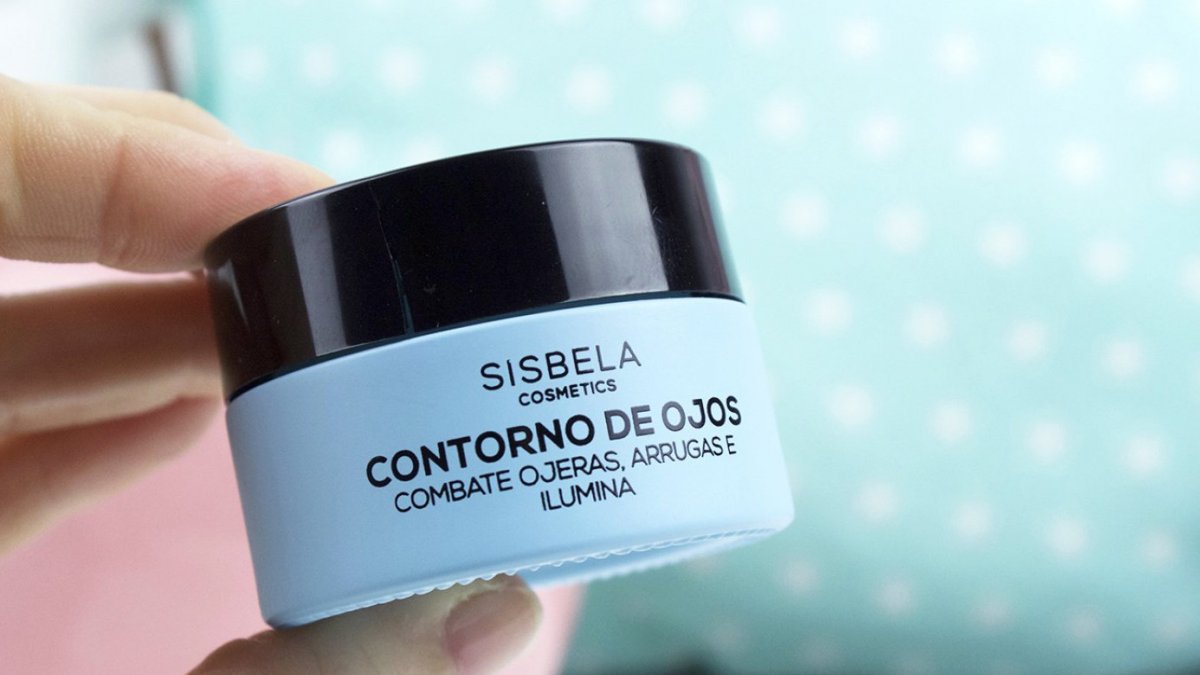 SISBELA
COSMETICS
CONTORNO DE OJOS
COMBATE OJERAS, ARRUGAS E
ILUMINA